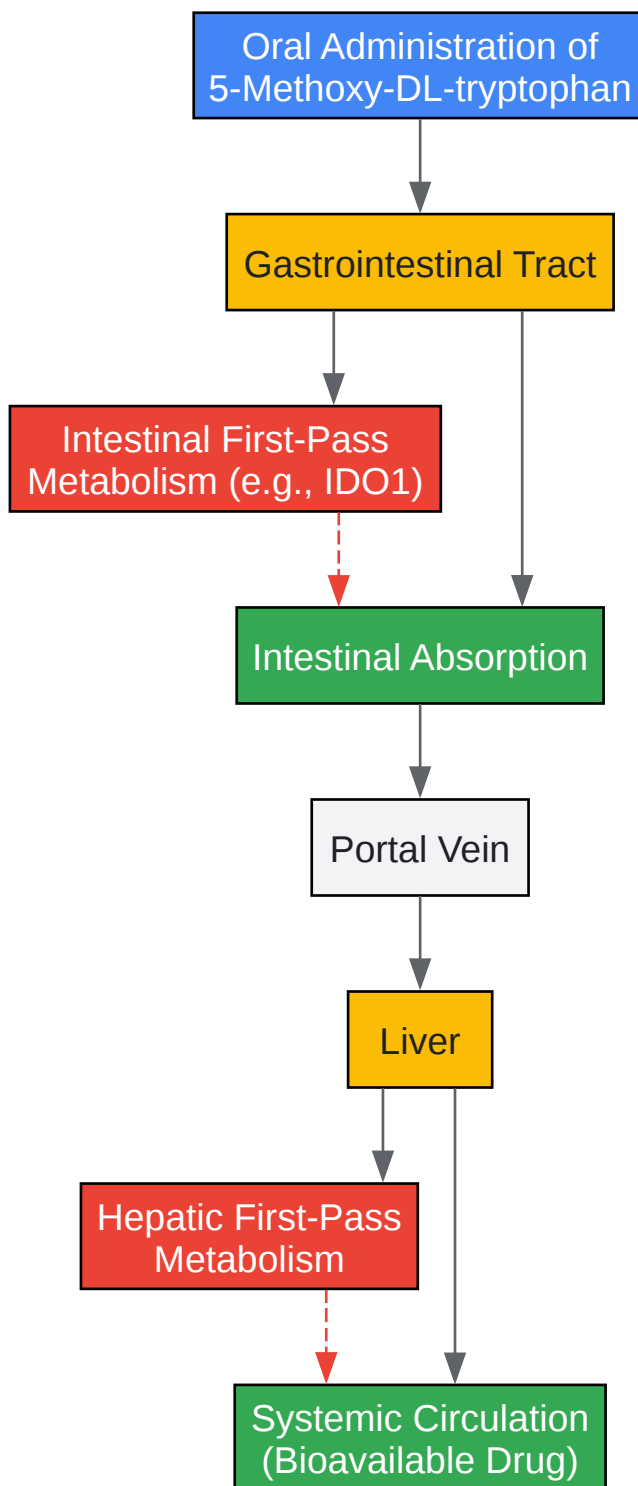 Oral Administration of
5-Methoxy-DL-tryptophan
Gastrointestinal Tract
Intestinal First-Pass
Metabolism (e.g., IDO1)
Intestinal Absorption
Portal Vein
Liver
Hepatic First-Pass
Metabolism
Systemic Circulation
(Bioavailable Drug)